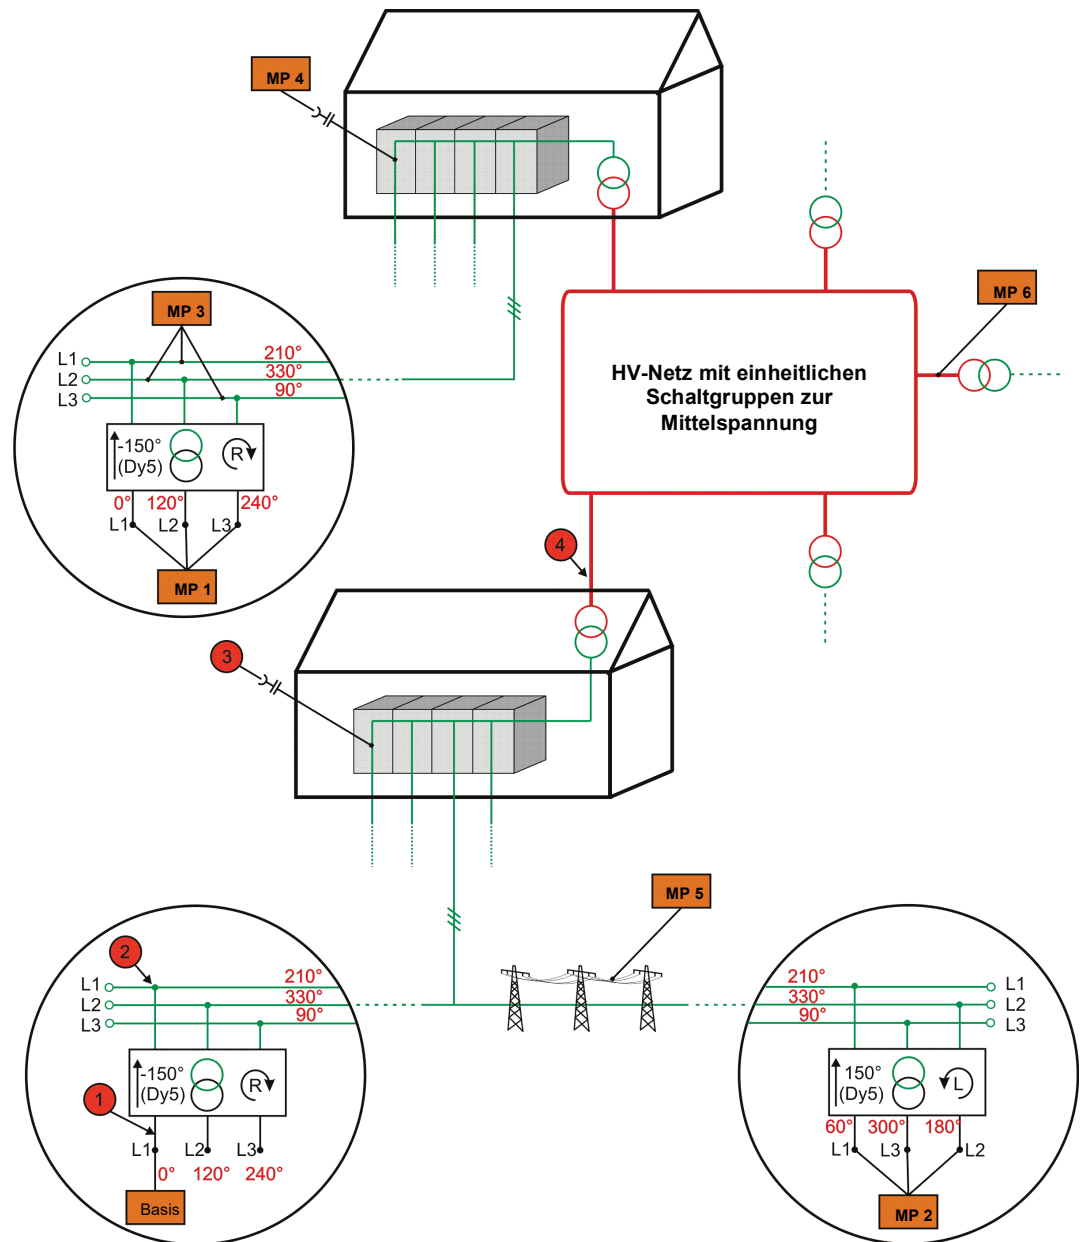 MP 4
MP 6
MP 3
L1
210°
L2
330°
L3
90°
-150°
(Dy5)
R
0°
120°
240°
L1
L2
L3
MP 1
HV-Netz mit einheitlichen
Schaltgruppen zur
Mittelspannung
4
3
MP 5
2
L1
210°
L2
330°
L3
90°
-150°
(Dy5)
R
1
L1
L2
L3
0°
120°
240°
Basis
210°
L1
330°
L2
90°
L3
150°
(Dy5)
L
60°
300°
180°
L1
L3
L2
MP 2